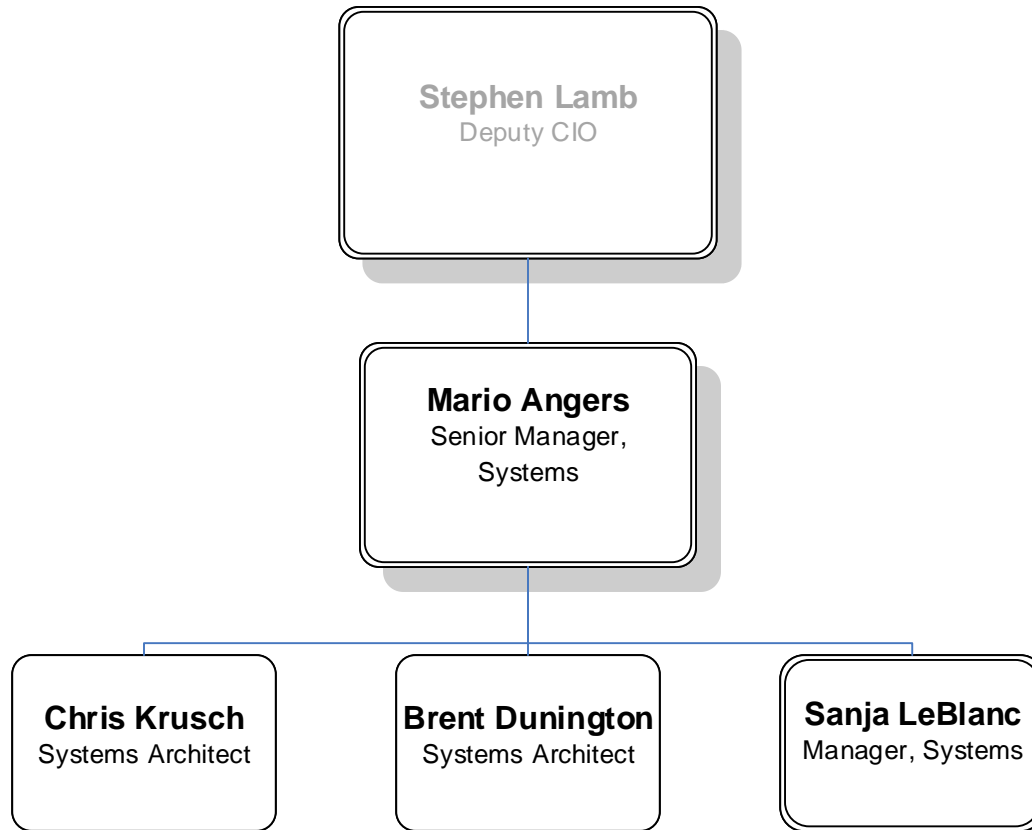 Stephen Lamb
Deputy CIO
Mario Angers
Senior Manager,
Systems
Chris Krusch
Systems Architect
Brent Dunington
Systems Architect
Sanja LeBlanc
Manager, Systems